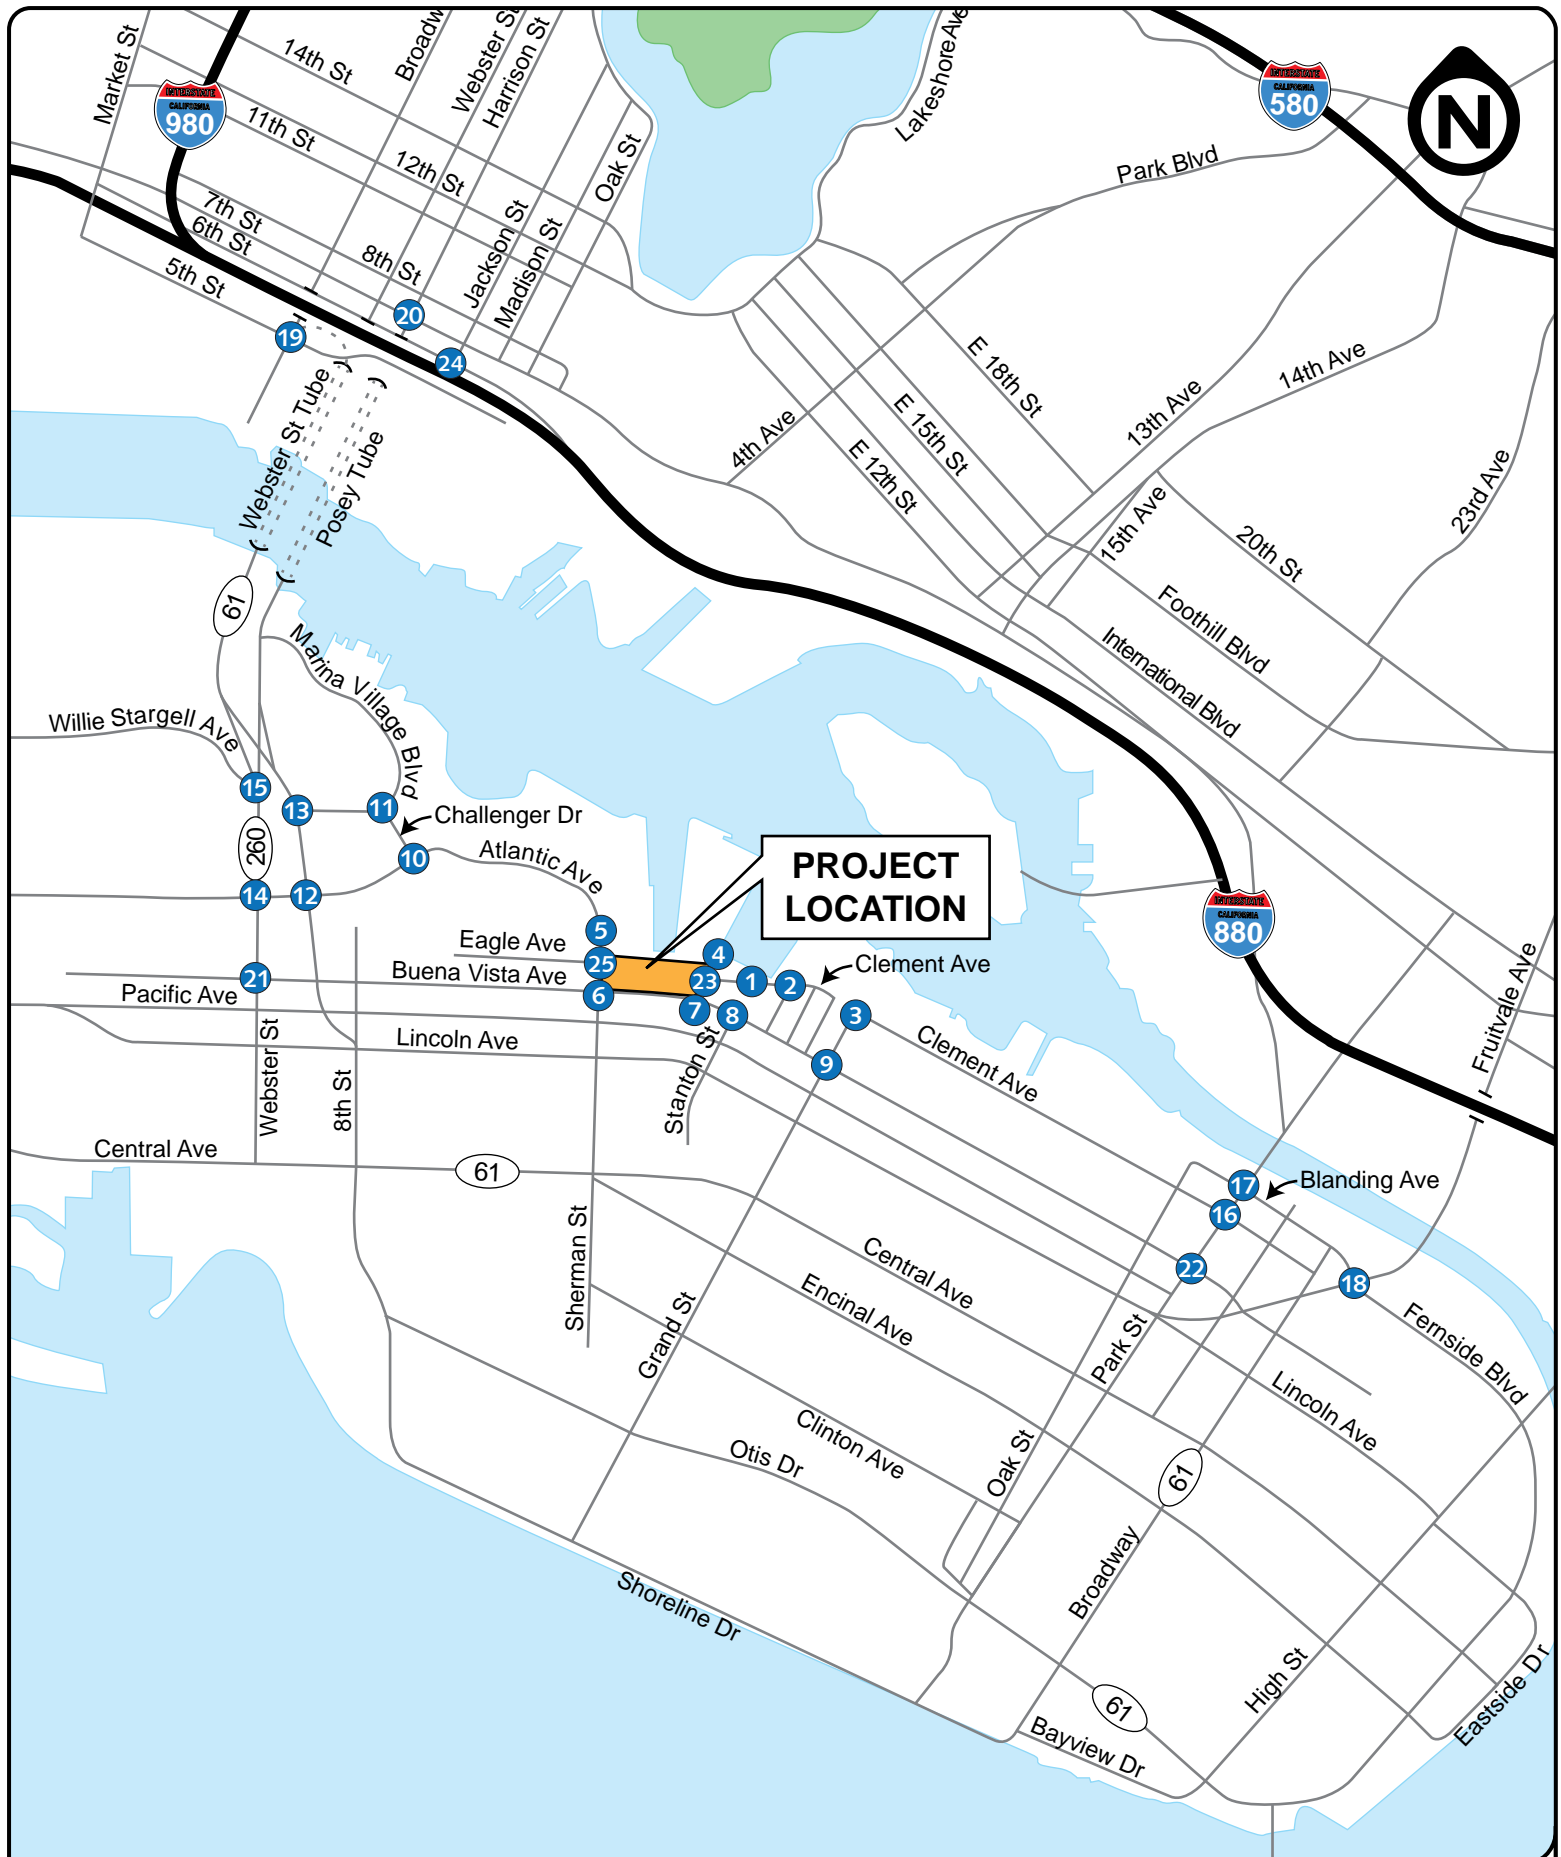 Market St
14th St
Broadw
Webster St
Harrison St
Lakeshore Ave
INTERSTATE
CALIFORNIA
980
INTERSTATE
CALIFORNIA
580
N
11th St
12th St
Oak St
Park Blvd
7th St
6th St
8th St
5th St
Jackson St
Madison St
20
19
24
Webster St Tube
Posey Tube
E 18th St
E 15th St
E 12th St
4th Ave
13th Ave
14th Ave
15th Ave
23rd Ave
20th St
Foothill Blvd
International Blvd
61
Marina Village Blvd
Willie Stargell Ave
15
13
11
Challenger Dr
260
10
Atlantic Ave
14
12
PROJECT
LOCATION
INTERSTATE
CALIFORNIA
880
5
Eagle Ave
25
4
Clement Ave
Buena Vista Ave
23
1
2
21
6
Pacific Ave
7
8
3
Fruitvale Ave
Lincoln Ave
9
Clement Ave
Webster St
8th St
Stanton St
Central Ave
61
17
Blanding Ave
16
22
18
Sherman St
Central Ave
Encinal Ave
Grand St
Park St
Fernside Blvd
Lincoln Ave
Clinton Ave
Otis Dr
Oak St
61
Broadway
Shoreline Dr
High St
Eastside Dr
61
Bayview Dr